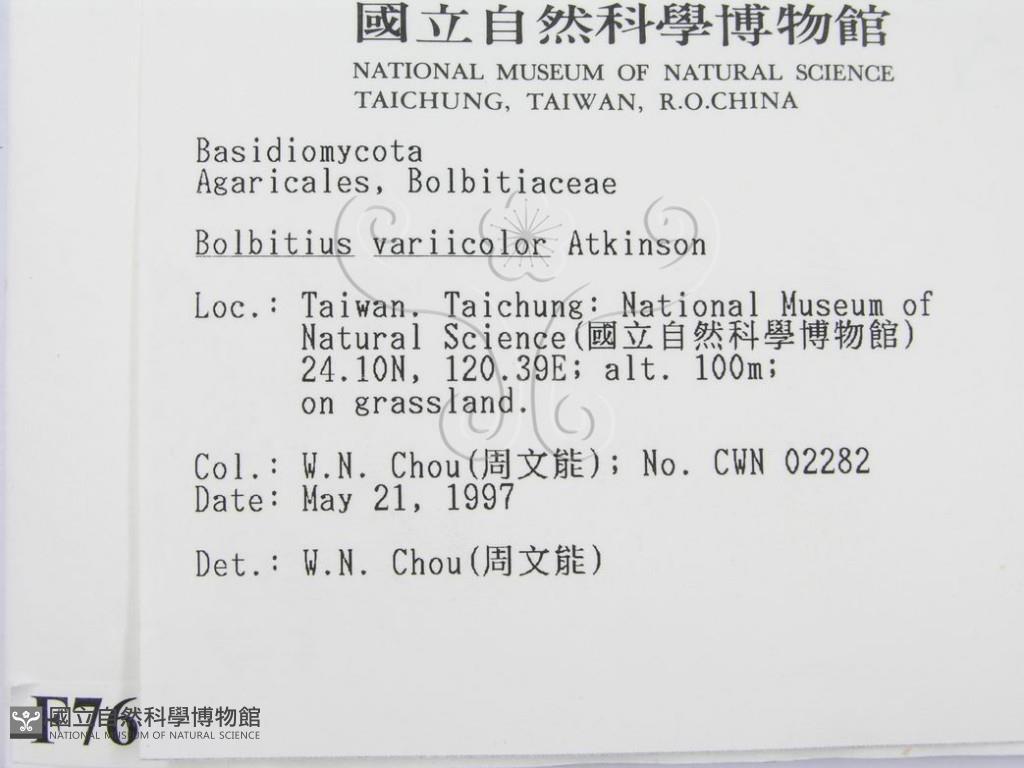 國立自然科學博物館
NATIONAL MUSEUM OF NATURAL SCIENCE
TAICHUNG, TAIWAN, R.O.CHINA
Basidiomycota
Agaricales, Bolbitiaceae
Bolbitius variicolor Atkinson
Loc.: Taiwan. Taichung: National Museum of
Natural Science(國立自然科學博物館)
24.10N, 120.39E; alt. 100m;
on grassland.
Col.: W.N. Chou(周文能); No. CWN 02282
Date: May 21, 1997
Det.: W.N. Chou(周文能)
F76
國立自然科學博物館
NATIONAL MUSEUM OF NATURAL SCIENCE